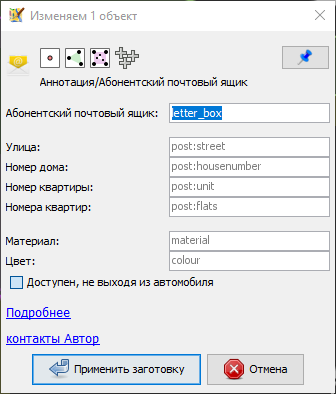 Изменяем 1 объект
Аннотация/Абонентский почтовый ящик
Абонентский почтовый ящик: letter_box
Улица: post:street
Номер дома: post:housenumber
Номер квартиры: post:unit
Номера квартир: post:flats
Материал: material
Цвет: colour
Доступен, не выходя из автомобиля
Подробнее
контакты Автор
Применить заготовку Отмена